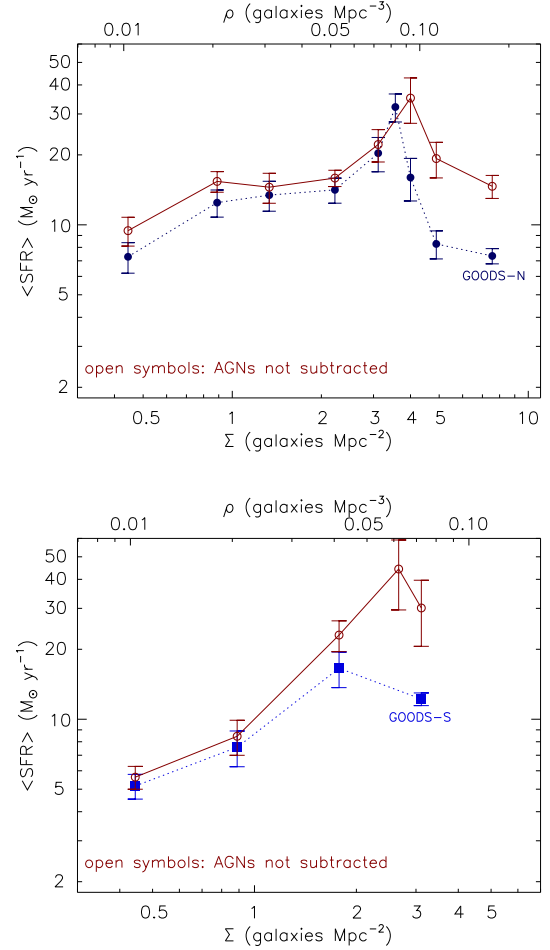 ρ (galaxies Mpc⁻³)
0.01 0.05 0.10
50
40
30
20
10
5
2
<SFR> (M⊙ yr⁻¹)
GOODS−N
open symbols: AGNs not subtracted
0.5 1 2 3 4 5 10
Σ (galaxies Mpc⁻²)
ρ (galaxies Mpc⁻³)
0.01 0.05 0.10
50
40
30
20
10
5
2
<SFR> (M⊙ yr⁻¹)
GOODS−S
open symbols: AGNs not subtracted
0.5 1 2 3 4 5
Σ (galaxies Mpc⁻²)